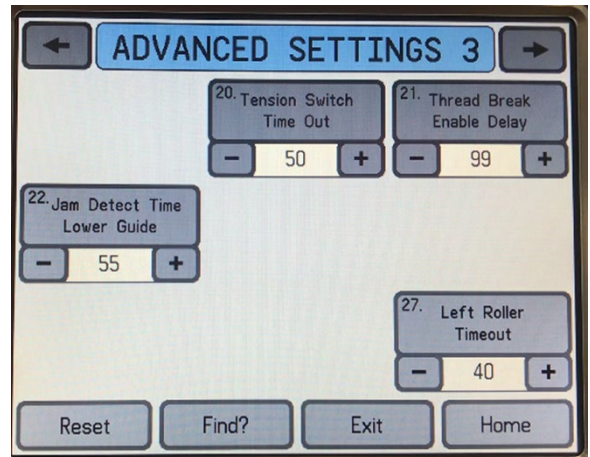 ADVANCED SETTINGS 3
20. Tension Switch
Time Out
- 50 +
21. Thread Break
Enable Delay
- 99 +
22. Jam Detect Time
Lower Guide
- 55 +
27. Left Roller
Timeout
- 40 +
Reset
Find?
Exit
Home